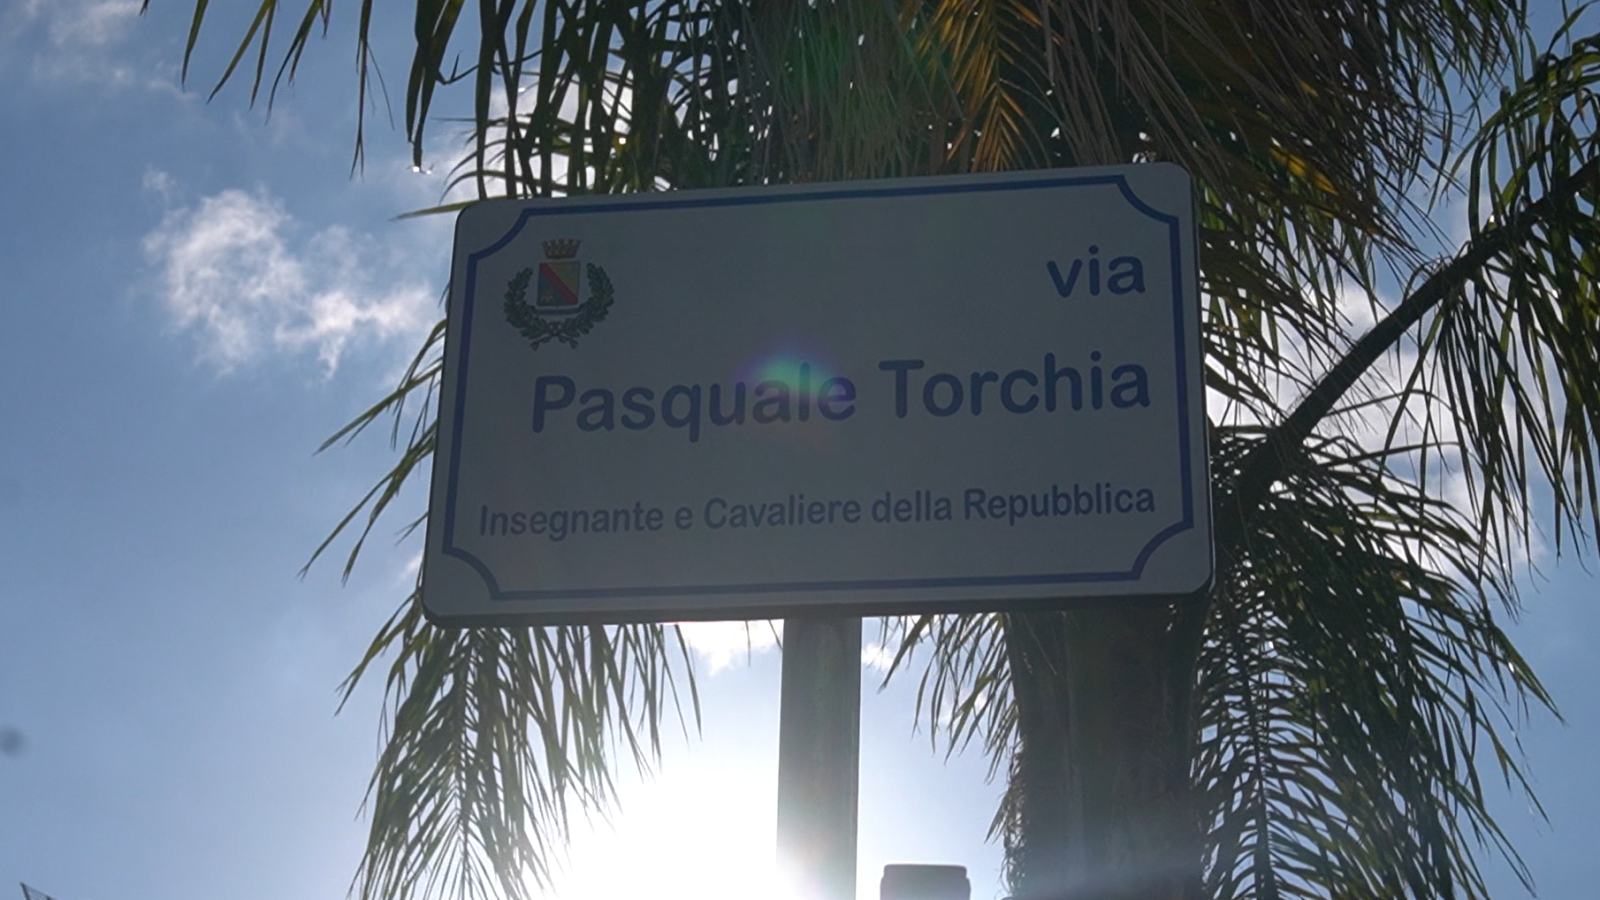 via
Pasquale Torchia
Insegnante e Cavaliere della Repubblica